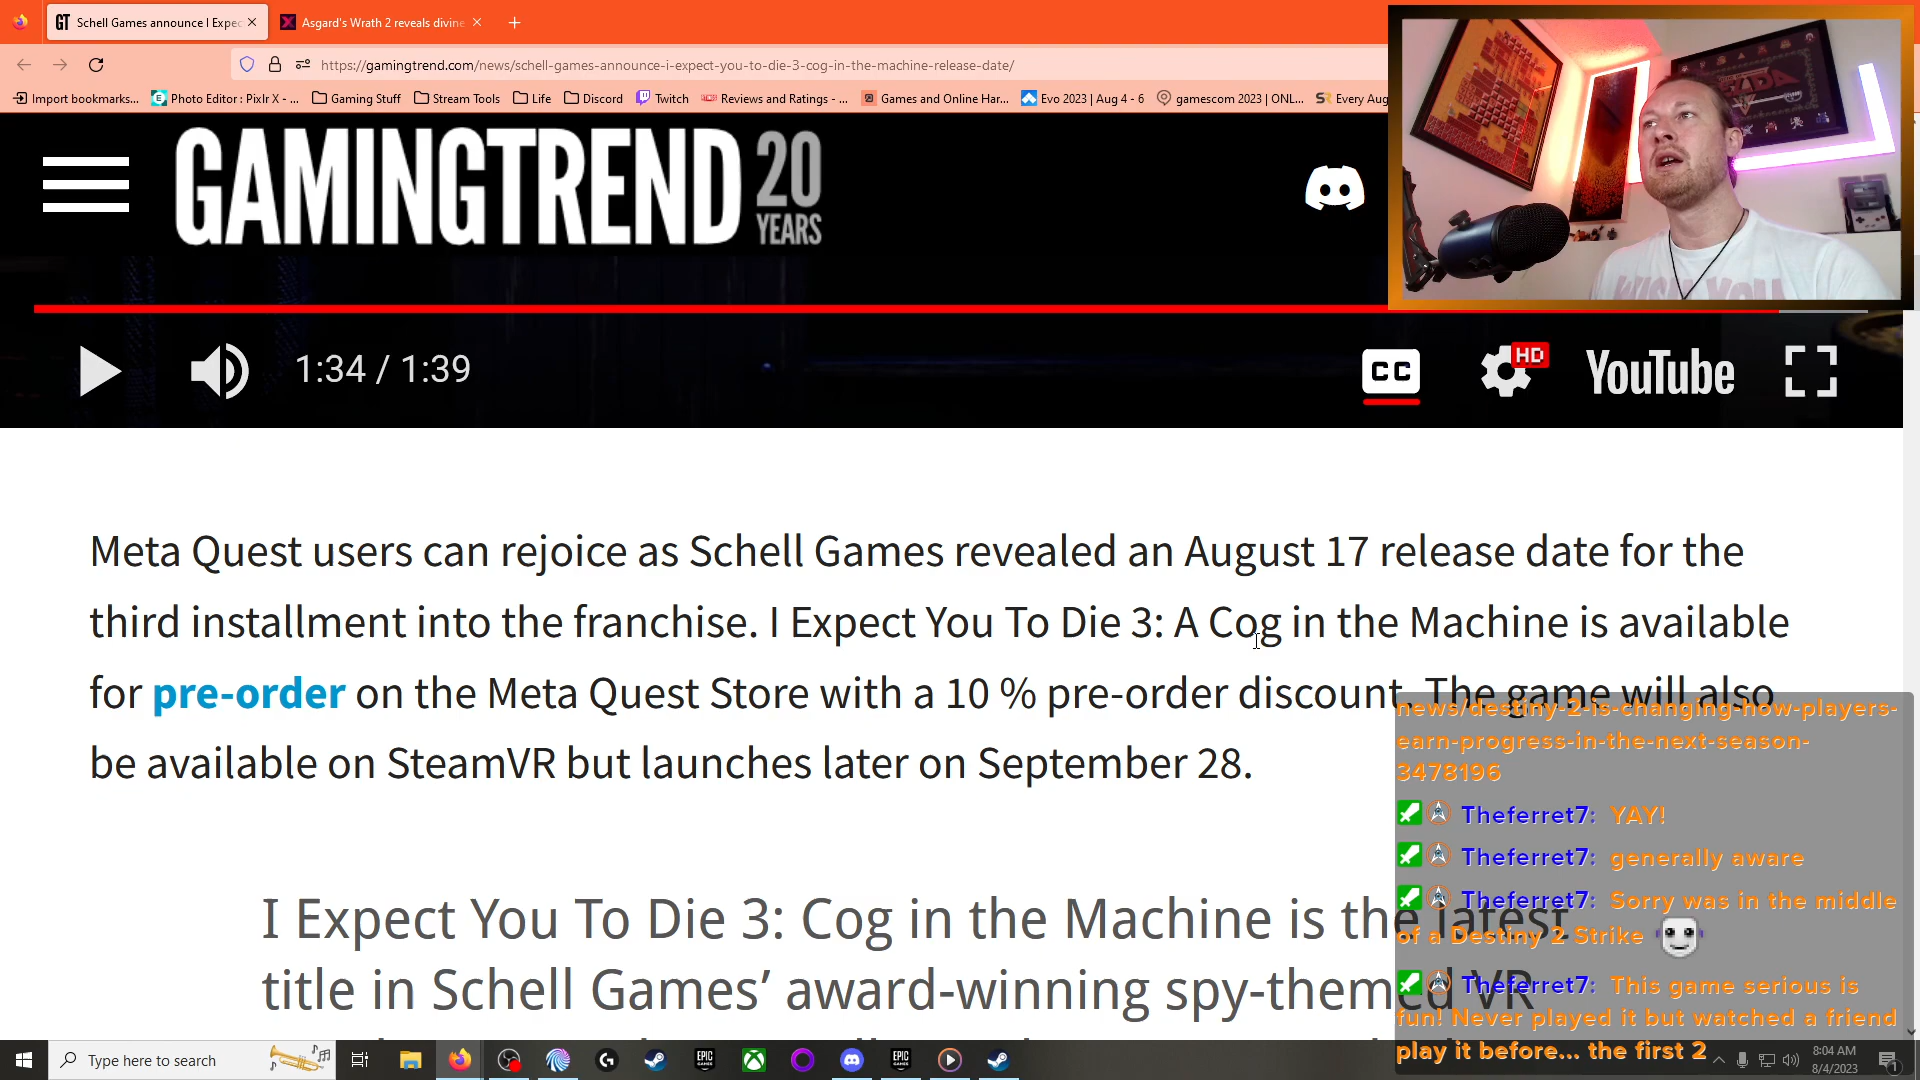 Schell Games announce I Expec
Asgard's Wrath 2 reveals divine
https://gamingtrend.com/news/schell-games-announce-i-expect-you-to-die-3-cog-in-the-machine-release-date/
Import bookmarks... Photo Editor : Pixlr X - ... Gaming Stuff Stream Tools Life Discord Twitch Reviews and Ratings - ... Games and Online Har... Evo 2023 | Aug 4 - 6 gamescom 2023 | ONL... Every Aug
GAMINGTREND 20 YEARS
1:34 / 1:39 CC HD YouTube
Meta Quest users can rejoice as Schell Games revealed an August 17 release date for the
third installment into the franchise. I Expect You To Die 3: A Cog in the Machine is available
for pre-order on the Meta Quest Store with a 10 % pre-order discount. The game will also
be available on SteamVR but launches later on September 28.
I Expect You To Die 3: Cog in the Machine is the latest
title in Schell Games’ award-winning spy-themed VR
news/destiny-2-is-changing-how-players-
earn-progress-in-the-next-season-
3478196
Theferret7: YAY!
Theferret7: generally aware
Theferret7: Sorry was in the middle
of a Destiny 2 Strike
Theferret7: This game serious is
fun! Never played it but watched a friend
play it before... the first 2
Type here to search
8:04 AM
8/4/2023